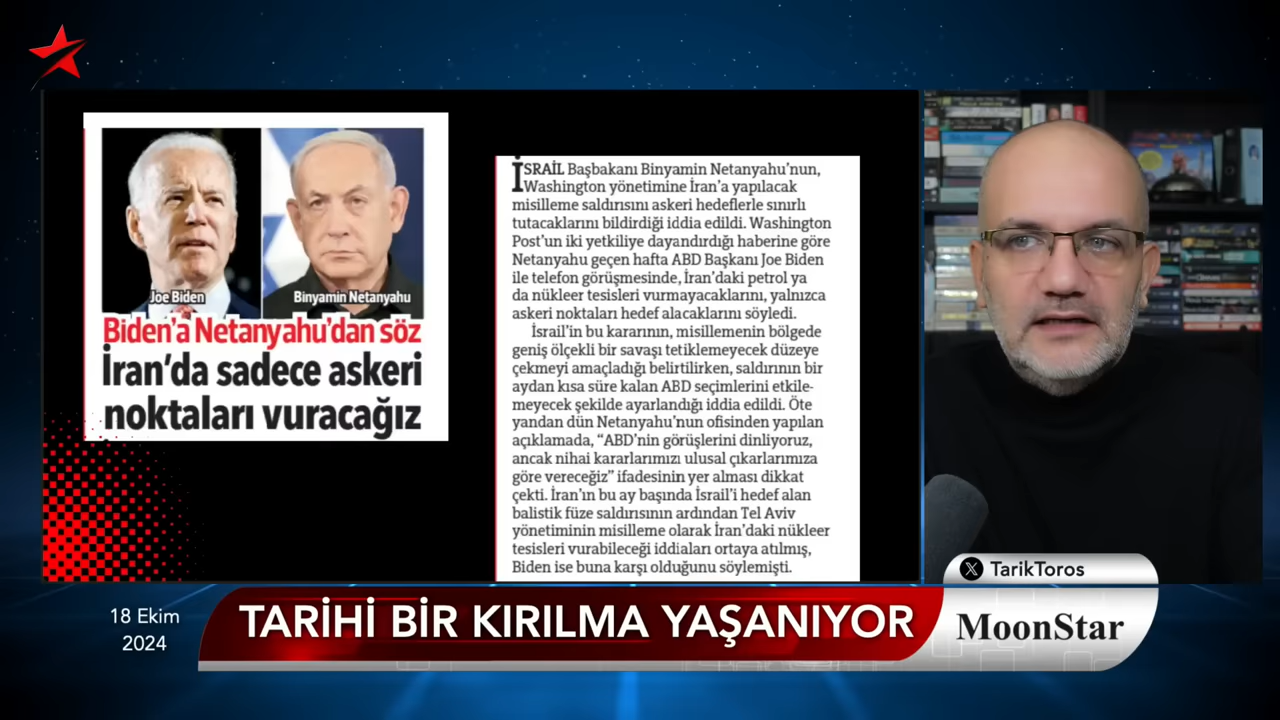 Joe Biden
Binyamin Netanyahu
Biden'a Netanyahu'dan söz
İran'da sadece askeri
noktaları vuracağız
İSRAİL Başbakanı Binyamin Netanyahu'nun,
Washington yönetimine İran'a yapılacak
misilleme saldırısını askeri hedeflerle sınırlı
tutacaklarını bildirdiği iddia edildi. Washington
Post'un iki yetkiliye dayandırdığı haberine göre
Netanyahu geçen hafta ABD Başkanı Joe Biden
ile telefon görüşmesinde, İran'daki petrol ya
da nükleer tesisleri vurmayacaklarını, yalnızca
askeri noktaları hedef alacaklarını söyledi.
İsrail'in bu kararının, misillemenin bölgede
geniş ölçekli bir savaşı tetiklemeyecek düzeye
çekmeyi amaçladığı belirtilirken, saldırının bir
aydan kısa süre kalan ABD seçimlerini etkile-
meyecek şekilde ayarlandığı iddia edildi. Öte
yandan dün Netanyahu'nun ofisinden yapılan
açıklamada, “ABD'nin görüşlerini dinliyoruz,
ancak nihai kararlarımızı ulusal çıkarlarımıza
göre vereceğiz” ifadesinin yer alması dikkat
çekti. İran'ın bu ay başında İsrail'i hedef alan
balistik füze saldırısının ardından Tel Aviv
yönetiminin misilleme olarak İran'daki nükleer
tesisleri vurabileceği iddiaları ortaya atılmış,
Biden ise buna karşı olduğunu söylemişti.
X TarikToros
18 Ekim
2024
TARİHİ BİR KIRILMA YAŞANIYOR
MoonStar